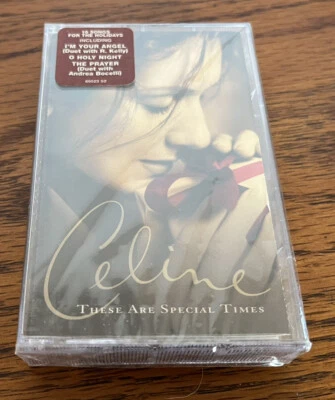 16 SONGS
FOR THE HOLIDAYS
INCLUDING
I'M YOUR ANGEL
(Duet with R. Kelly)
O HOLY NIGHT
THE PRAYER
(Duet with
Andrea Bocelli)
Celine
THESE ARE SPECIAL TIMES